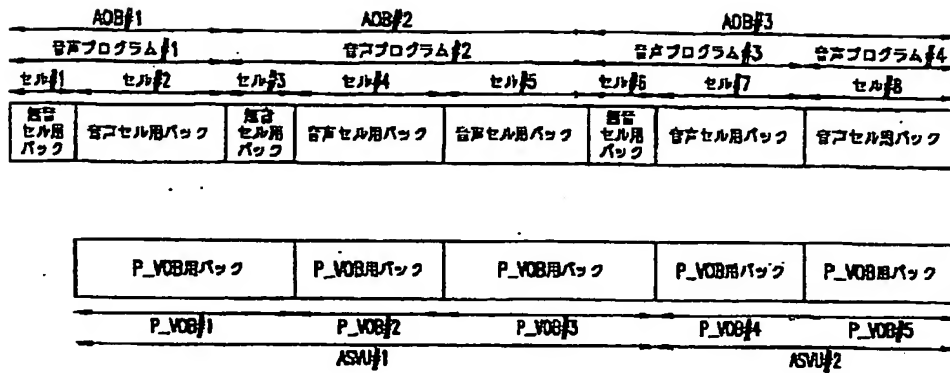 AOB#1 AOB#2 AOB#3
音声プログラム#1 音声プログラム#2 音声プログラム#3 音声プログラム#4
セル#1 セル#2 セル#3 セル#4 セル#5 セル#6 セル#7 セル#8
無音セル用パック 音声セル用パック 無音セル用パック 音声セル用パック 音声セル用パック 無音セル用パック 音声セル用パック 音声セル用パック
P_VOB用パック P_VOB用パック P_VOB用パック P_VOB用パック P_VOB用パック
P_VOB#1 P_VOB#2 P_VOB#3 P_VOB#4 P_VOB#5
ASVU#1 ASVU#2